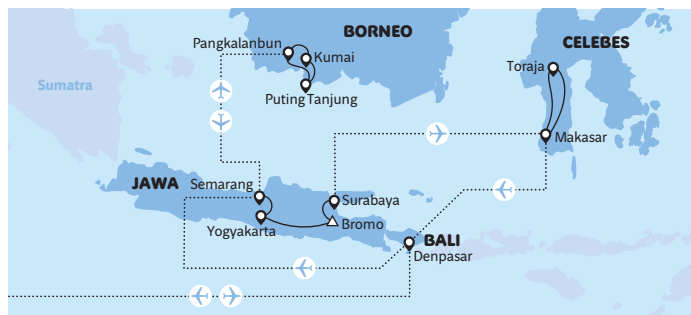 BORNEO
CELEBES
Pangkalanbun
Kumai
Toraja
Sumatra
Puting Tanjung
Makasar
JAWA
Semarang
Surabaya
Yogyakarta
Bromo
BALI
Denpasar